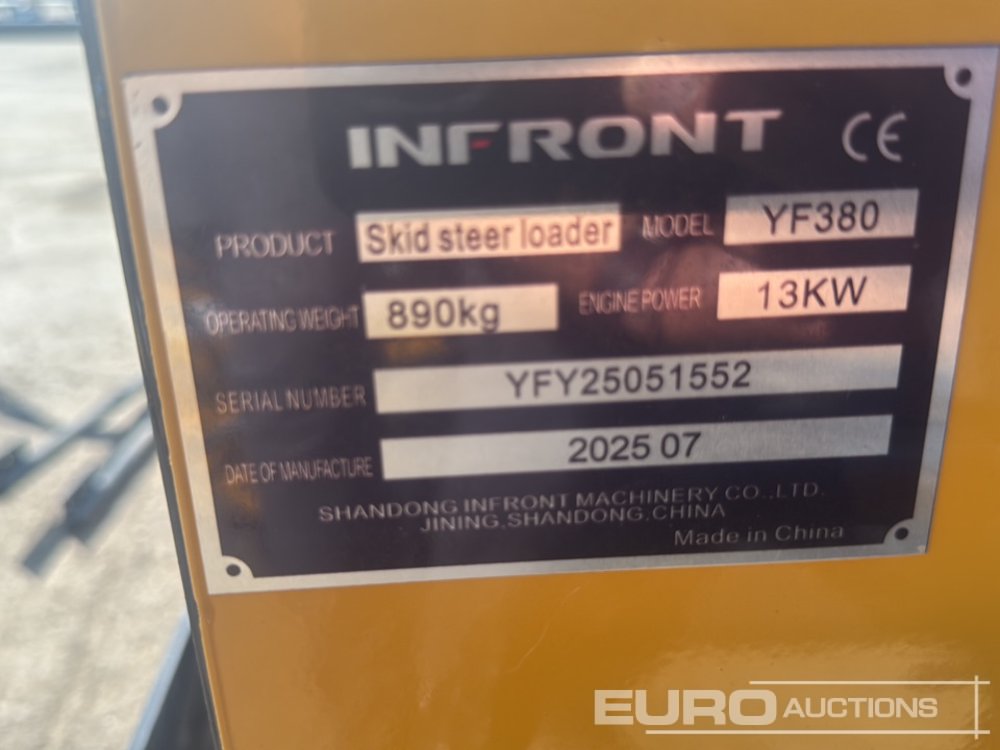 INFRONT CE
PRODUCT Skid steer loader MODEL YF380
OPERATING WEIGHT 890kg ENGINE POWER 13KW
SERIAL NUMBER YFY25051552
DATE OF MANUFACTURE 2025 07
SHANDONG INFRONT MACHINERY CO.,LTD.
JINING,SHANDONG,CHINA
Made in China
EURO AUCTIONS